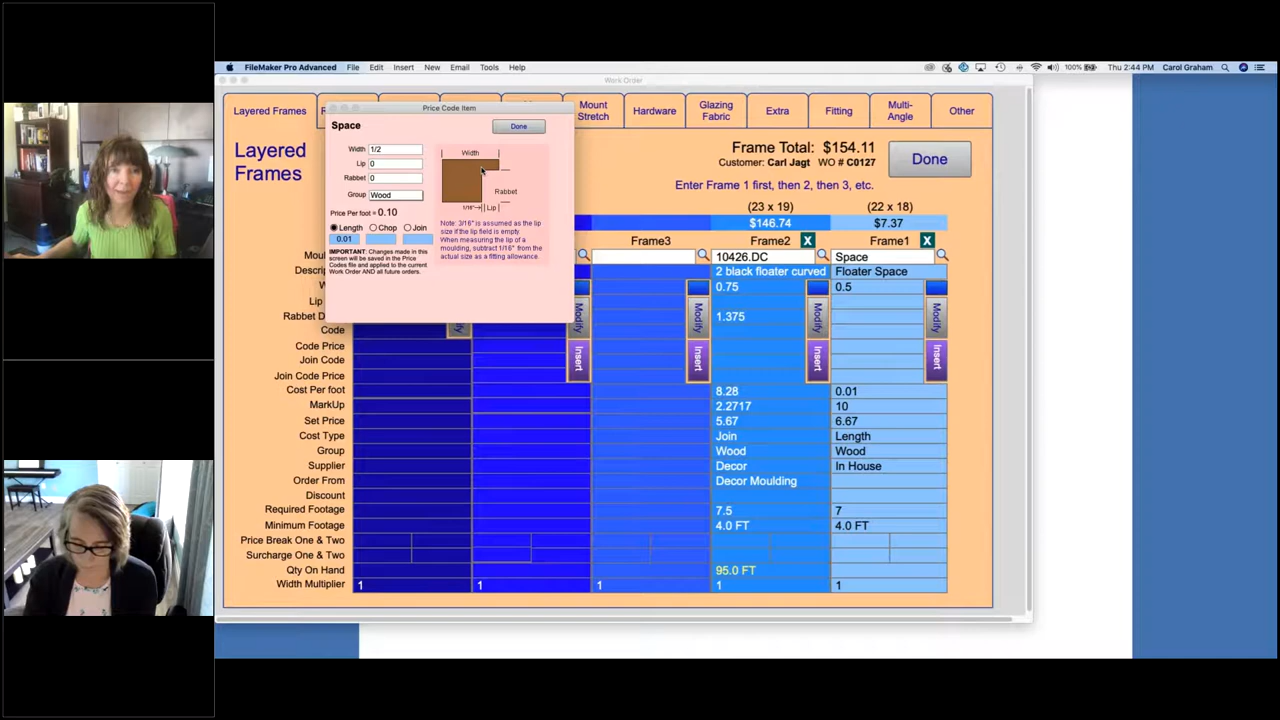 FileMaker Pro Advanced File Edit Insert New Email Tools Help
100% Thu 2:44 PM Carol Graham
Work Order
Layered Frames
Mount Stretch
Hardware
Glazing Fabric
Extra
Fitting
Multi-Angle
Other
Price Code Item
Space
Done
Width 1/2
Lip 0
Rabbet 0
Group Wood
Price Per foot = 0.10
Length Chop Join
0.01
IMPORTANT: Changes made in
this screen will be saved in the Price
Codes file and applied to the current
Work Order AND all future orders.
Width
Rabbet
1/16" Lip
Note: 3/16" is assumed as the lip
size if the lip field is empty.
When measuring the lip of a
moulding, subtract 1/16" from the
actual size as a fitting allowance.
Layered
Frames
Frame Total: $154.11
Customer: Carl Jagt WO # C0127
Done
Enter Frame 1 first, then 2, then 3, etc.
(23 x 19) (22 x 18)
$146.74 $7.37
Frame3 Frame2 X Frame1 X
10426.DC Space
2 black floater curved Floater Space
0.75 0.5
Lip
Rabbet D 1.375
Modify Modify Modify Modify
Insert Insert Insert Insert
Code
Code Price
Join Code
Join Code Price
Cost Per foot 8.28 0.01
MarkUp 2.2717 10
Set Price 5.67 6.67
Cost Type Join Length
Group Wood Wood
Supplier Decor In House
Order From Decor Moulding
Discount
Required Footage 7.5 7
Minimum Footage 4.0 FT 4.0 FT
Price Break One & Two
Surcharge One & Two
Qty On Hand 95.0 FT
Width Multiplier 1 1 1 1 1